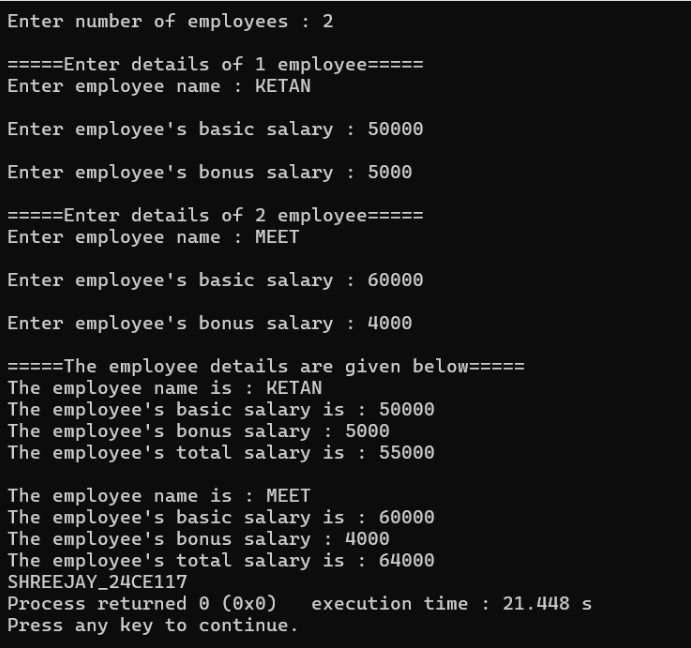 Enter number of employees : 2
=====Enter details of 1 employee=====
Enter employee name : KETAN
Enter employee's basic salary : 50000
Enter employee's bonus salary : 5000
=====Enter details of 2 employee=====
Enter employee name : MEET
Enter employee's basic salary : 60000
Enter employee's bonus salary : 4000
=====The employee details are given below=====
The employee name is : KETAN
The employee's basic salary is : 50000
The employee's bonus salary : 5000
The employee's total salary is : 55000
The employee name is : MEET
The employee's basic salary is : 60000
The employee's bonus salary : 4000
The employee's total salary is : 64000
SHREEJAY_24CE117
Process returned 0 (0x0)   execution time : 21.448 s
Press any key to continue.